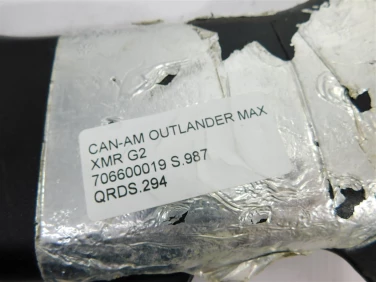 CAN-AM OUTLANDER MAX
XMR G2
706600019 S.987
QRDS.294